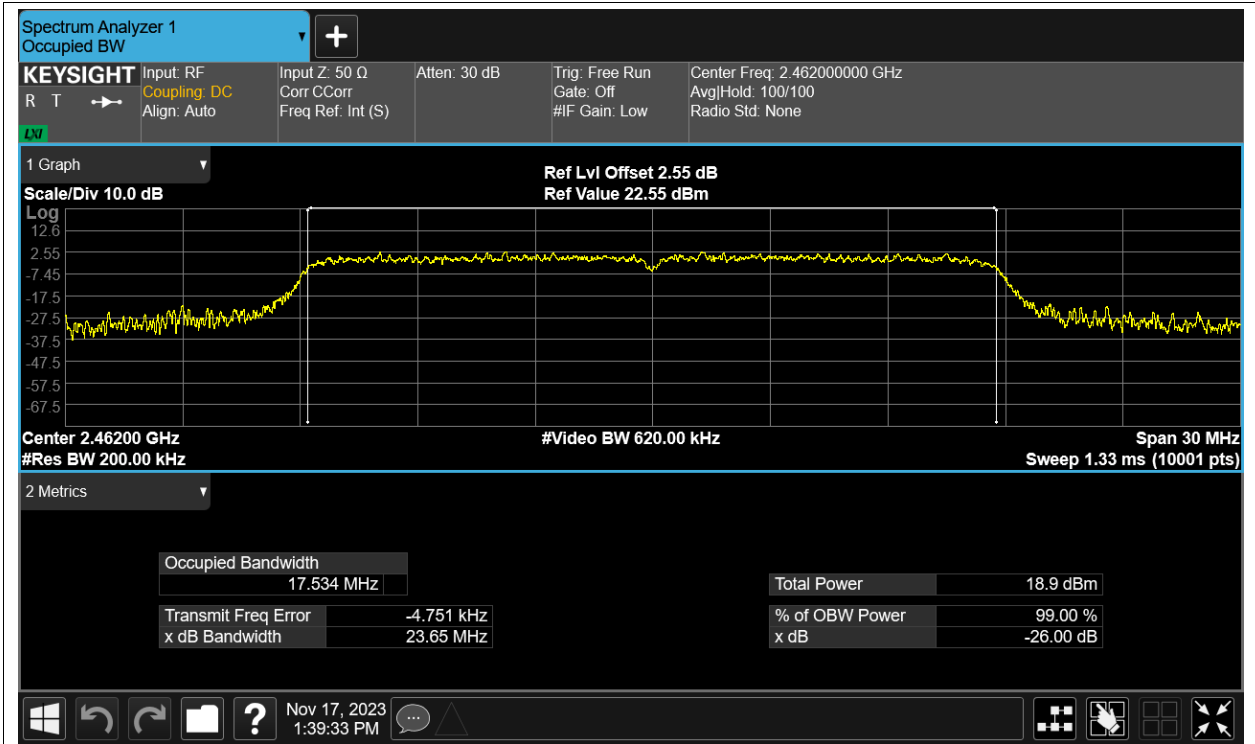 Spectrum Analyzer 1
Occupied BW
KEYSIGHT
R T
LXI
Input: RF
Coupling: DC
Align: Auto
Input Z: 50 Ω
Corr CCorr
Freq Ref: Int (S)
Atten: 30 dB
Trig: Free Run
Gate: Off
#IF Gain: Low
Center Freq: 2.462000000 GHz
Avg|Hold: 100/100
Radio Std: None
1 Graph
Scale/Div 10.0 dB
Ref Lvl Offset 2.55 dB
Ref Value 22.55 dBm
Log
12.6
2.55
-7.45
-17.5
-27.5
-37.5
-47.5
-57.5
-67.5
Center 2.46200 GHz
#Res BW 200.00 kHz
#Video BW 620.00 kHz
Span 30 MHz
Sweep 1.33 ms (10001 pts)
2 Metrics
Occupied Bandwidth
17.534 MHz
Transmit Freq Error -4.751 kHz
x dB Bandwidth 23.65 MHz
Total Power 18.9 dBm
% of OBW Power 99.00 %
x dB -26.00 dB
?
Nov 17, 2023
1:39:33 PM